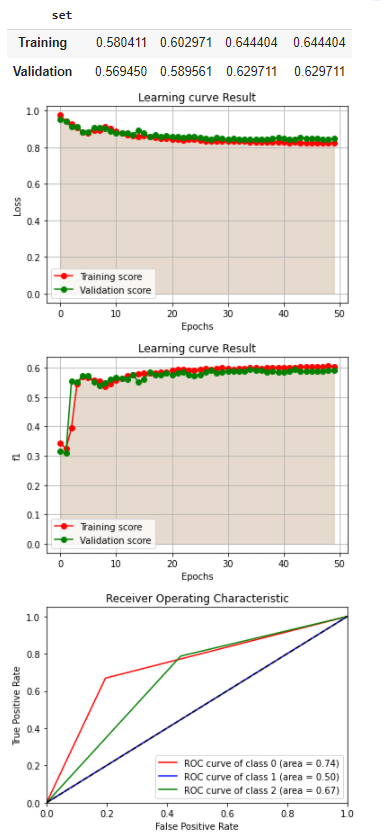 set
Training 0.580411 0.602971 0.644404 0.644404
Validation 0.569450 0.589561 0.629711 0.629711
Learning curve Result
1.0
0.8
0.6
0.4
0.2
0.0
Loss
Training score
Validation score
0 10 20 30 40 50
Epochs
Learning curve Result
0.6
0.5
0.4
0.3
0.2
0.1
0.0
f1
Training score
Validation score
0 10 20 30 40 50
Epochs
Receiver Operating Characteristic
1.0
0.8
0.6
0.4
0.2
0.0
True Positive Rate
ROC curve of class 0 (area = 0.74)
ROC curve of class 1 (area = 0.50)
ROC curve of class 2 (area = 0.67)
0.0 0.2 0.4 0.6 0.8 1.0
False Positive Rate